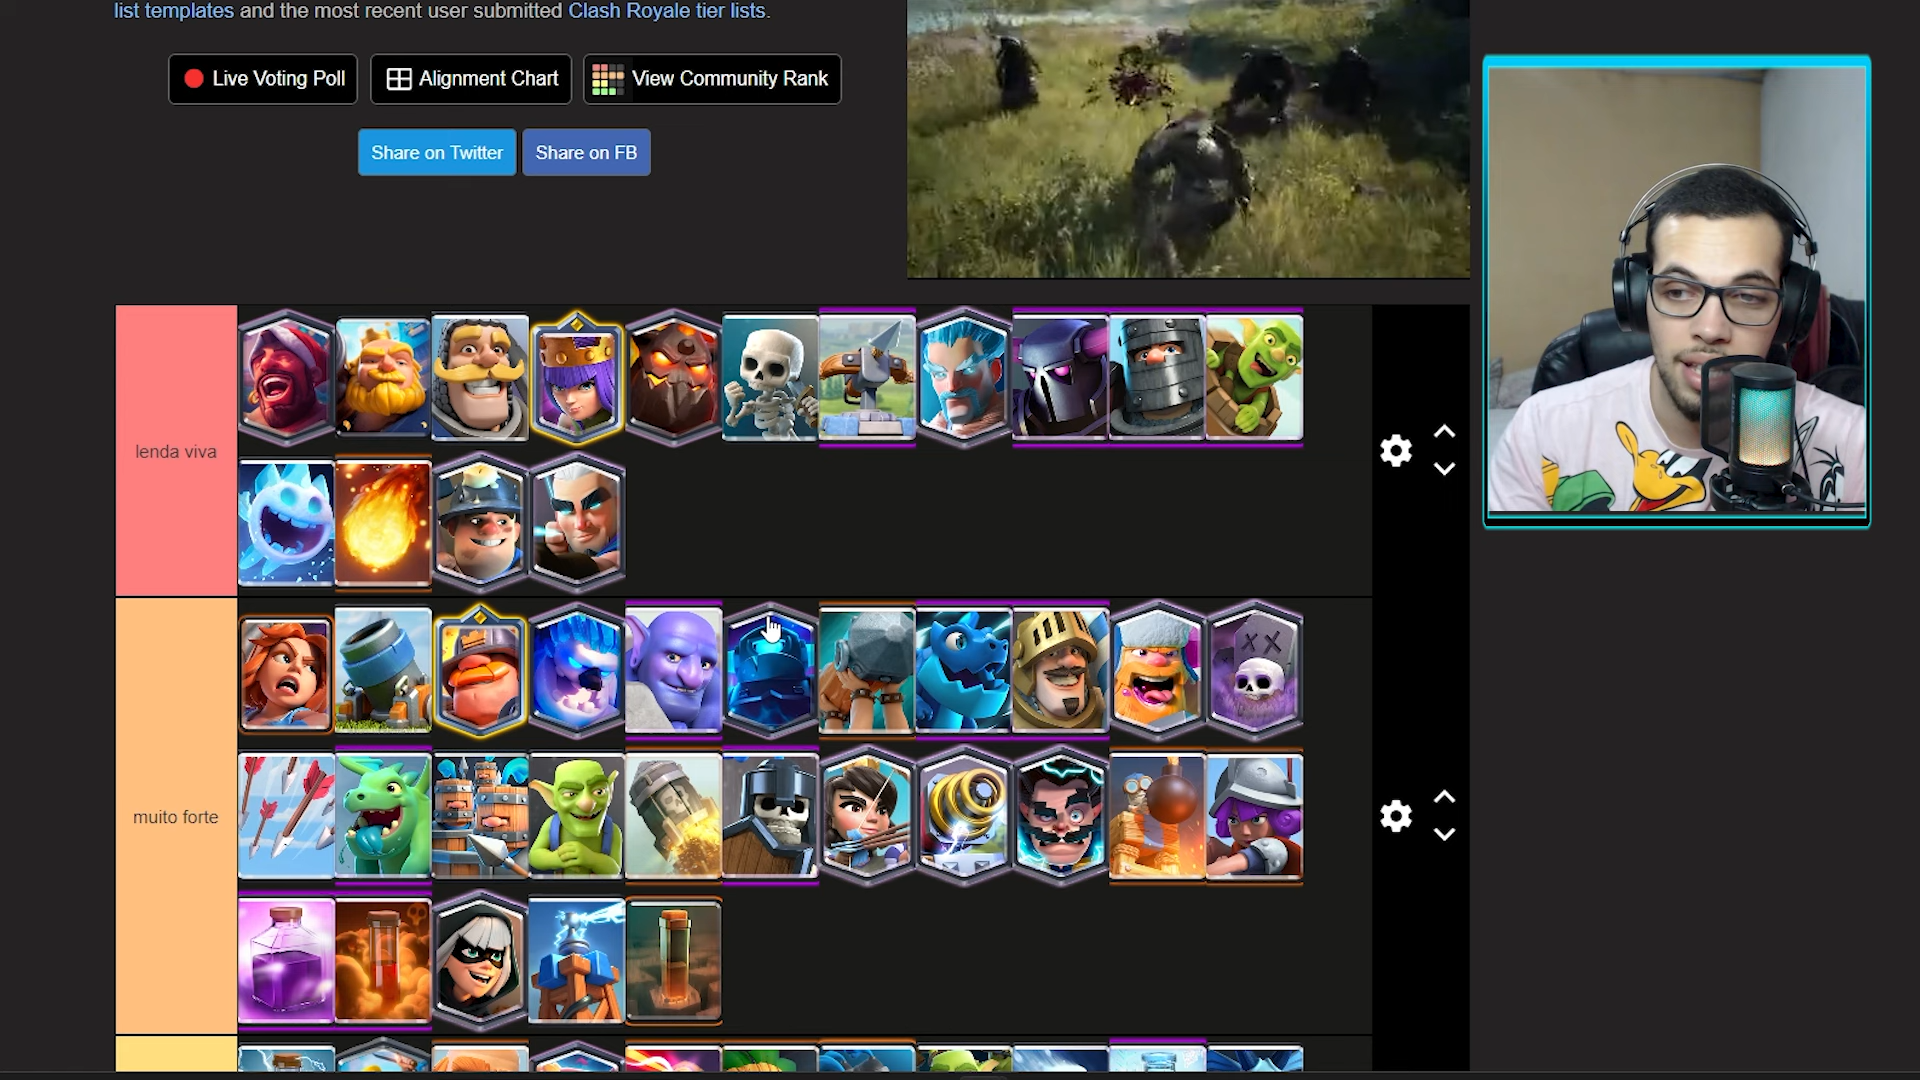 list templates and the most recent user submitted Clash Royale tier lists.
Live Voting Poll
Alignment Chart
View Community Rank
Share on Twitter
Share on FB
lenda viva
muito forte